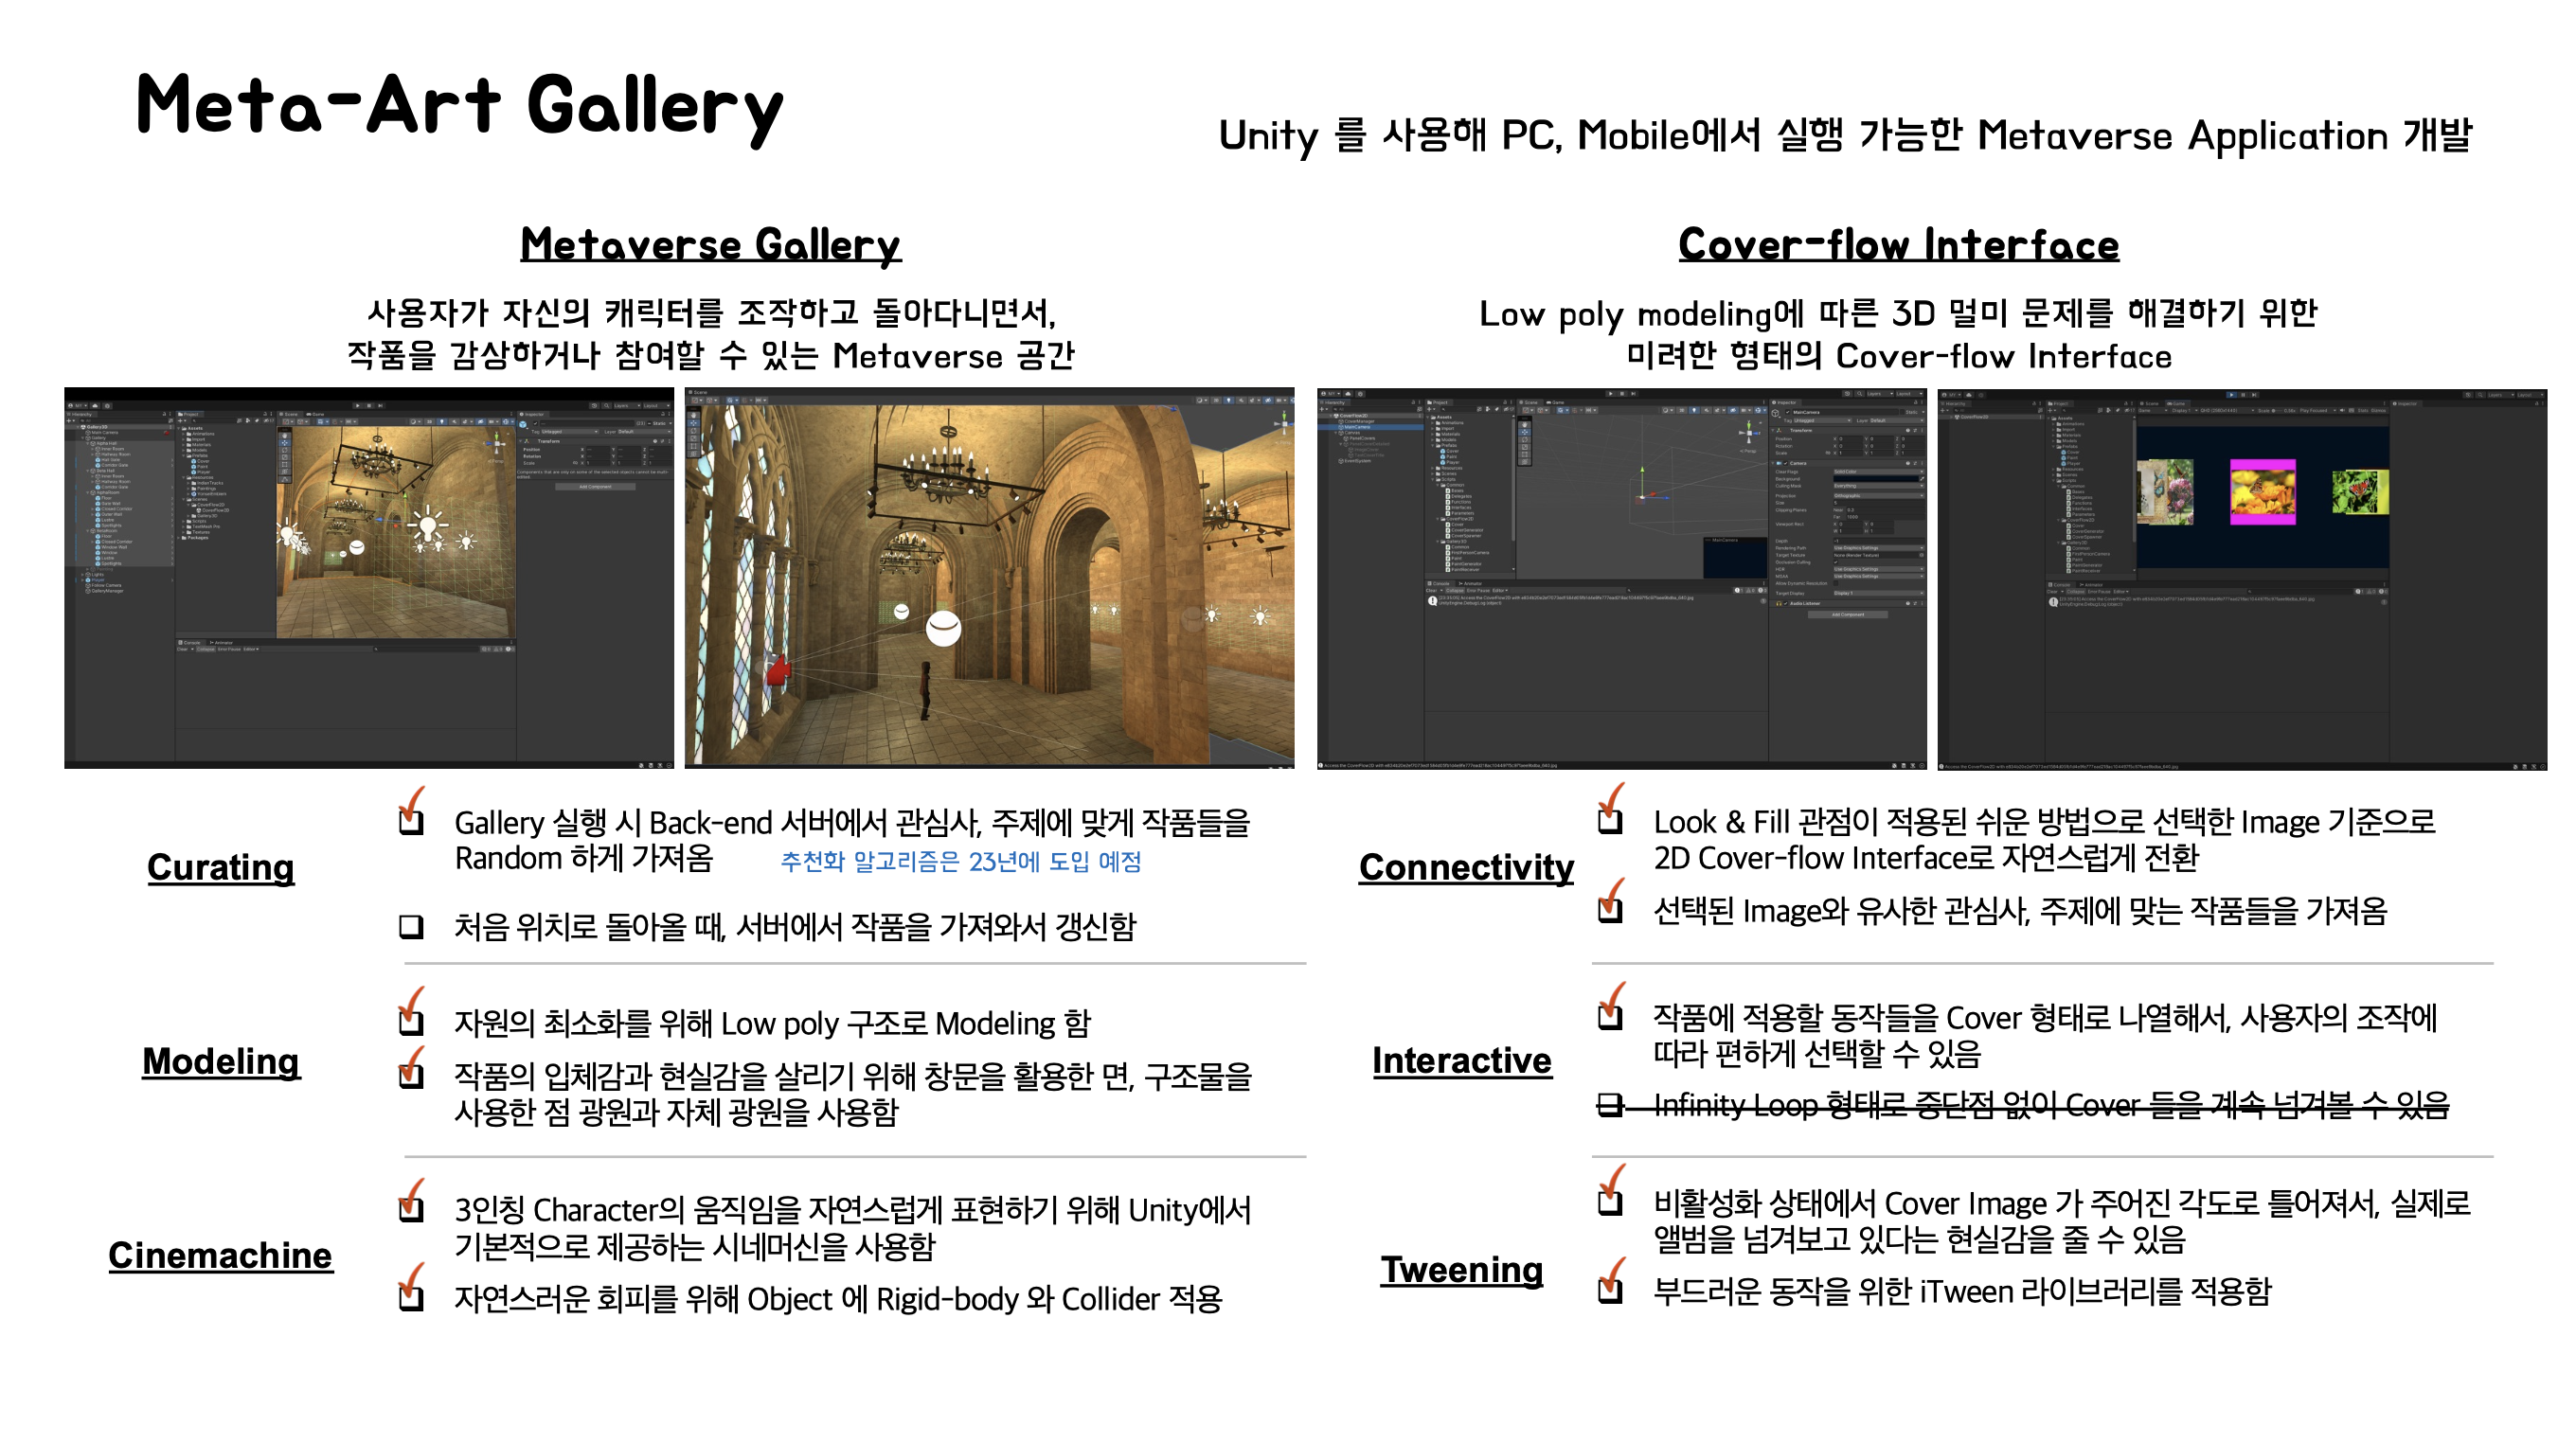 Meta-Art Gallery
Unity 를 사용해 PC, Mobile에서 실행 가능한 Metaverse Application 개발
Metaverse Gallery
사용자가 자신의 캐릭터를 조작하고 돌아다니면서,
작품을 감상하거나 참여할 수 있는 Metaverse 공간
Curating
Gallery 실행 시 Back-end 서버에서 관심사, 주제에 맞게 작품들을
Random 하게 가져옴 추천화 알고리즘은 23년에 도입 예정
처음 위치로 돌아올 때, 서버에서 작품을 가져와서 갱신함
Modeling
자원의 최소화를 위해 Low poly 구조로 Modeling 함
작품의 입체감과 현실감을 살리기 위해 창문을 활용한 면, 구조물을
사용한 점 광원과 자체 광원을 사용함
Cinemachine
3인칭 Character의 움직임을 자연스럽게 표현하기 위해 Unity에서
기본적으로 제공하는 시네머신을 사용함
자연스러운 회피를 위해 Object 에 Rigid-body 와 Collider 적용
Cover-flow Interface
Low poly modeling에 따른 3D 멀미 문제를 해결하기 위한
미려한 형태의 Cover-flow Interface
Connectivity
Look & Fill 관점이 적용된 쉬운 방법으로 선택한 Image 기준으로
2D Cover-flow Interface로 자연스럽게 전환
선택된 Image와 유사한 관심사, 주제에 맞는 작품들을 가져옴
Interactive
작품에 적용할 동작들을 Cover 형태로 나열해서, 사용자의 조작에
따라 편하게 선택할 수 있음
Infinity Loop 형태로 중단점 없이 Cover 들을 계속 넘겨볼 수 있음
Tweening
비활성화 상태에서 Cover Image 가 주어진 각도로 틀어져서, 실제로
앨범을 넘겨보고 있다는 현실감을 줄 수 있음
부드러운 동작을 위한 iTween 라이브러리를 적용함